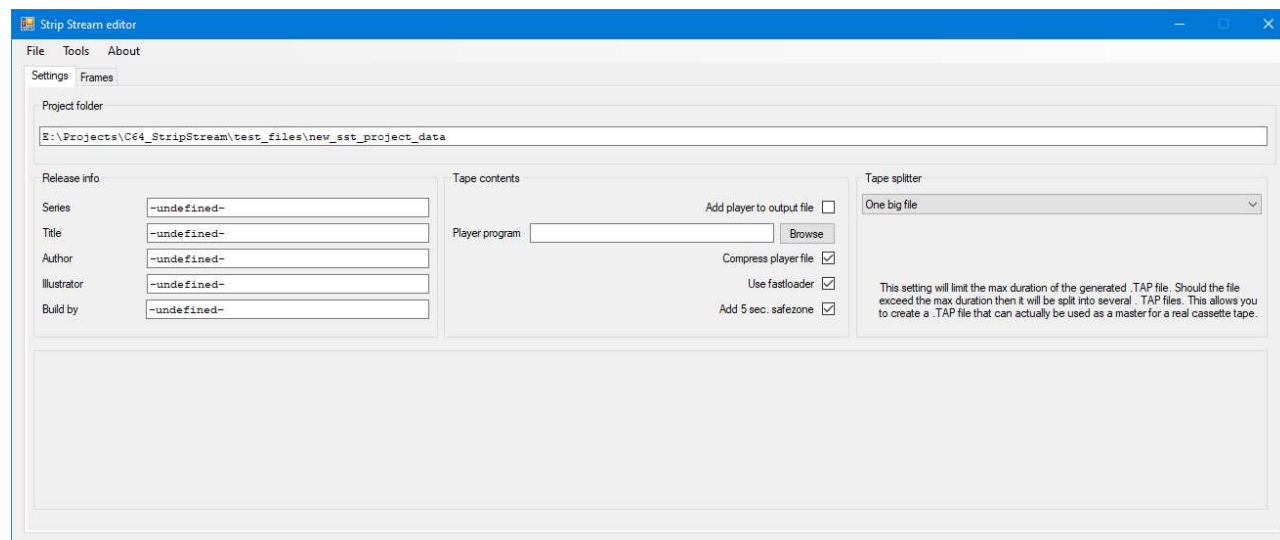 Strip Stream editor
File Tools About
Settings Frames
Project folder
E:\Projects\C64_StripStream\test_files\new_sst_project_data
Release info
Series -undefined-
Title -undefined-
Author -undefined-
Illustrator -undefined-
Build by -undefined-
Tape contents
Add player to output file
Player program Browse
Compress player file
Use fastloader
Add 5 sec. safezone
Tape splitter
One big file
This setting will limit the max duration of the generated .TAP file. Should the file
exceed the max duration then it will be split into several . TAP files. This allows you
to create a .TAP file that can actually be used as a master for a real cassette tape.